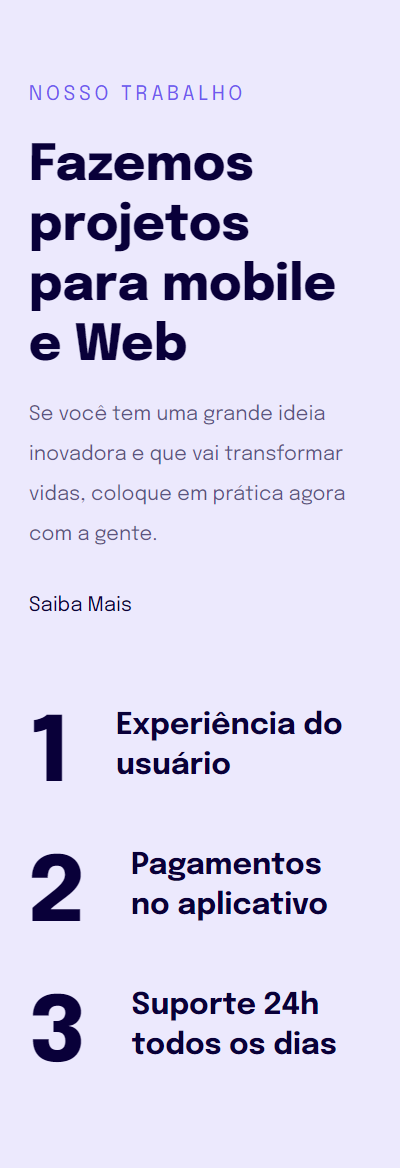 NOSSO TRABALHO
Fazemos
projetos
para mobile
e Web
Se você tem uma grande ideia
inovadora e que vai transformar
vidas, coloque em prática agora
com a gente.
Saiba Mais
1 Experiência do
usuário
2 Pagamentos
no aplicativo
3 Suporte 24h
todos os dias